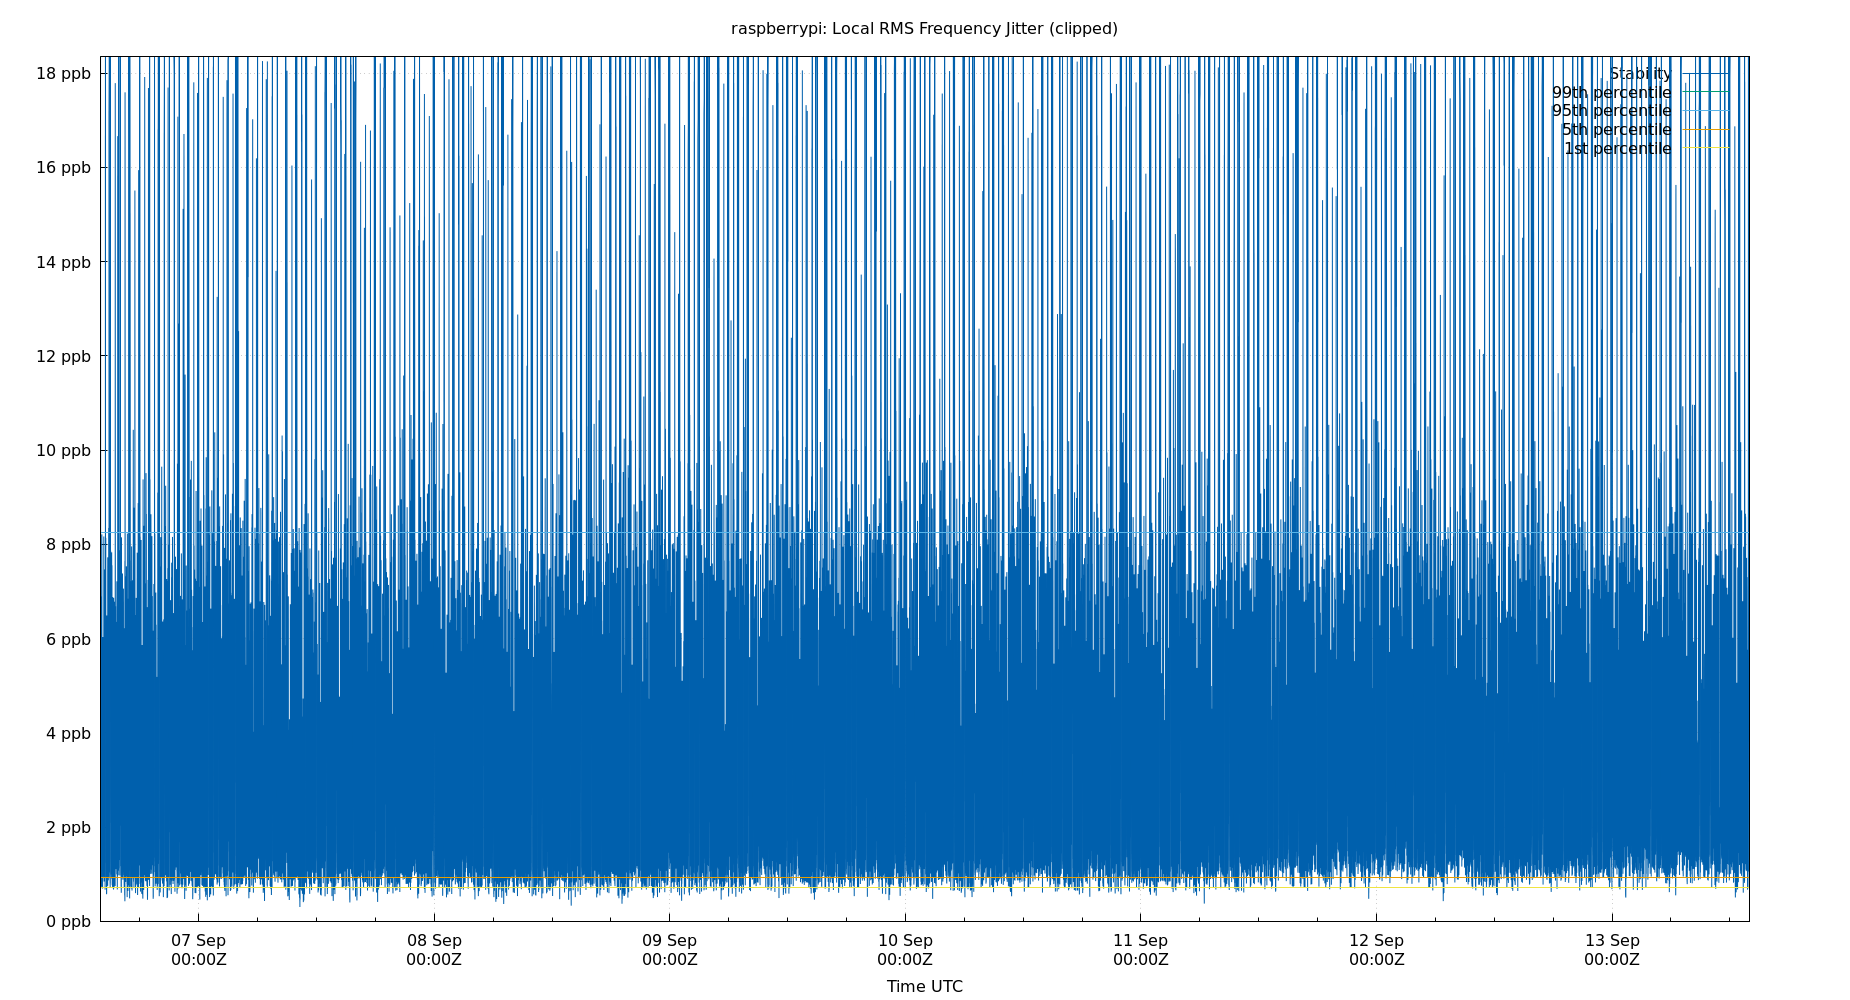 raspberrypi: Local RMS Frequency Jitter (clipped)
18 ppb
16 ppb
14 ppb
12 ppb
10 ppb
8 ppb
6 ppb
4 ppb
2 ppb
0 ppb
Stability
99th percentile
95th percentile
5th percentile
1st percentile
07 Sep
00:00Z
08 Sep
00:00Z
09 Sep
00:00Z
10 Sep
00:00Z
11 Sep
00:00Z
12 Sep
00:00Z
13 Sep
00:00Z
Time UTC